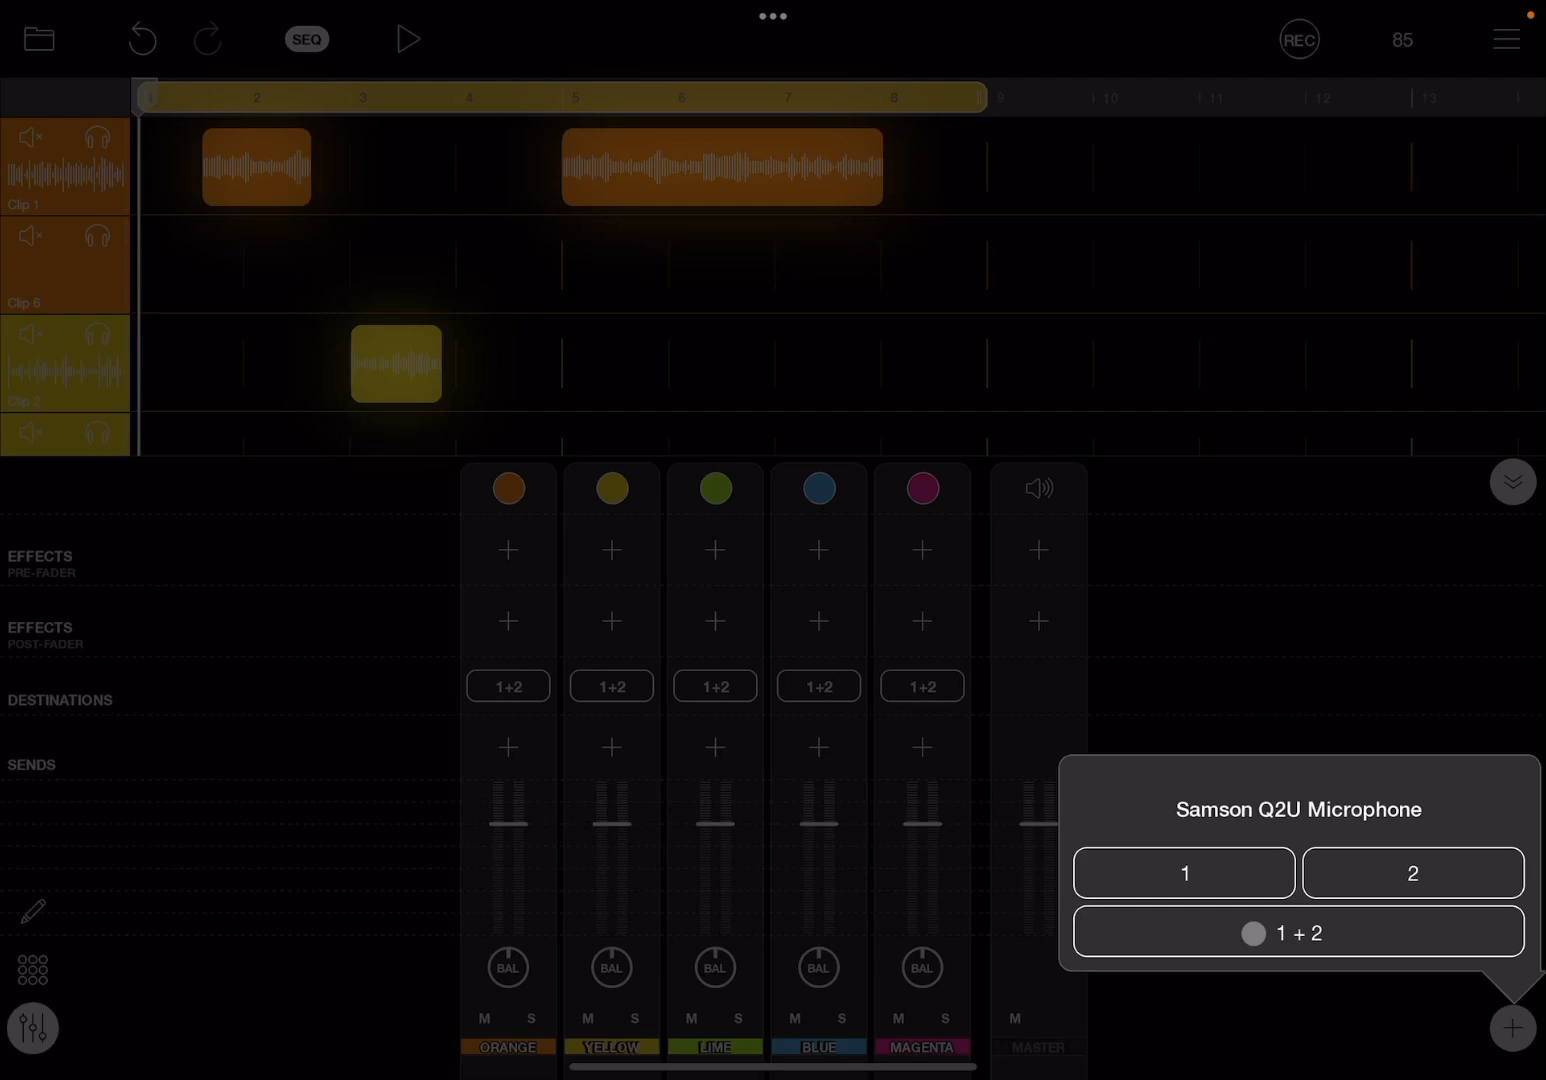 SEQ
REC
85
1 2 3 4 5 6 7 8 9 10 11 12 13
Clip 1
Clip 6
Clip 2
EFFECTS
PRE-FADER
EFFECTS
POST-FADER
DESTINATIONS
1+2 1+2 1+2 1+2 1+2
SENDS
Samson Q2U Microphone
1 2
1 + 2
BAL BAL BAL BAL BAL
M S M S M S M S M S M
ORANGE YELLOW LIME BLUE MAGENTA MASTER